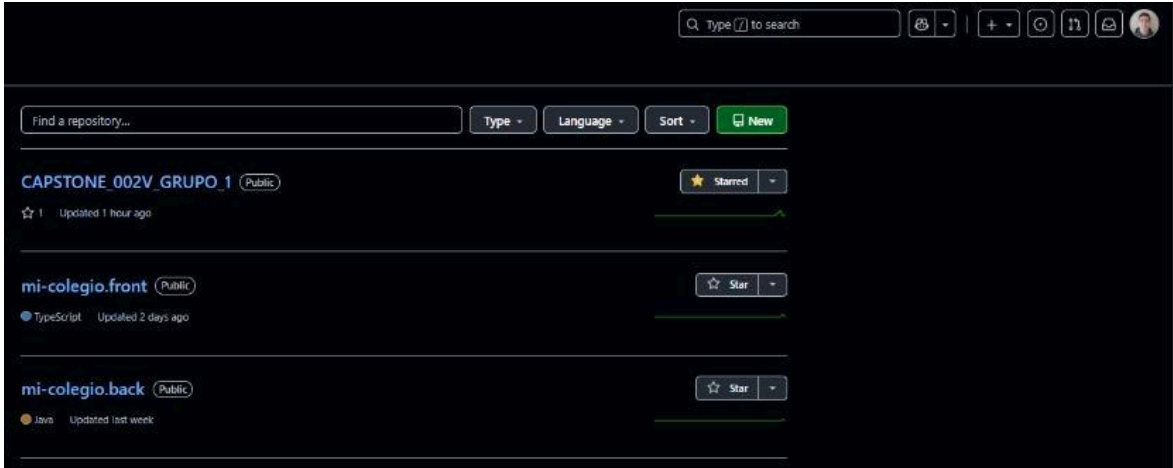 Type / to search
Find a repository...
Type
Language
Sort
New
CAPSTONE_002V_GRUPO_1 Public
Starred
1 Updated 1 hour ago
mi-colegio.front Public
Star
TypeScript Updated 2 days ago
mi-colegio.back Public
Star
Java Updated last week